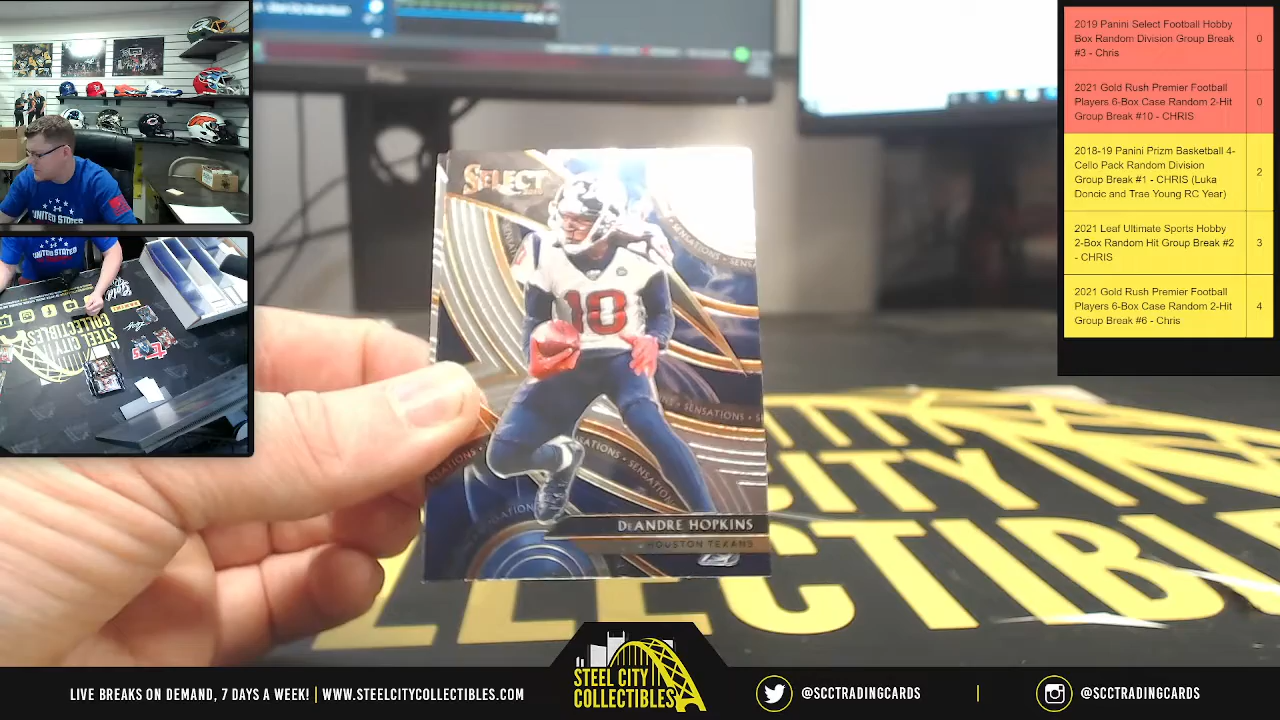 2019 Panini Select Football Hobby
Box Random Division Group Break
#3 - Chris
0
2021 Gold Rush Premier Football
Players 6-Box Case Random 2-Hit
Group Break #10 - CHRIS
0
2018-19 Panini Prizm Basketball 4-
Cello Pack Random Division
Group Break #1 - CHRIS (Luka
Doncic and Trae Young RC Year)
2
2021 Leaf Ultimate Sports Hobby
2-Box Random Hit Group Break #2
- CHRIS
3
2021 Gold Rush Premier Football
Players 6-Box Case Random 2-Hit
Group Break #6 - Chris
4
SELECT
SENSATIONS
10
SENSATIONS
SENSATIONS
DEANDRE HOPKINS
HOUSTON TEXANS
UNITED STATES
UNITED STATES
STEEL CITY
COLLECTIBLES
CITY
LECTIBL
STEEL CITY
COLLECTIBLES
LIVE BREAKS ON DEMAND, 7 DAYS A WEEK! | WWW.STEELCITYCOLLECTIBLES.COM
@SCCTRADINGCARDS
|
@SCCTRADINGCARDS